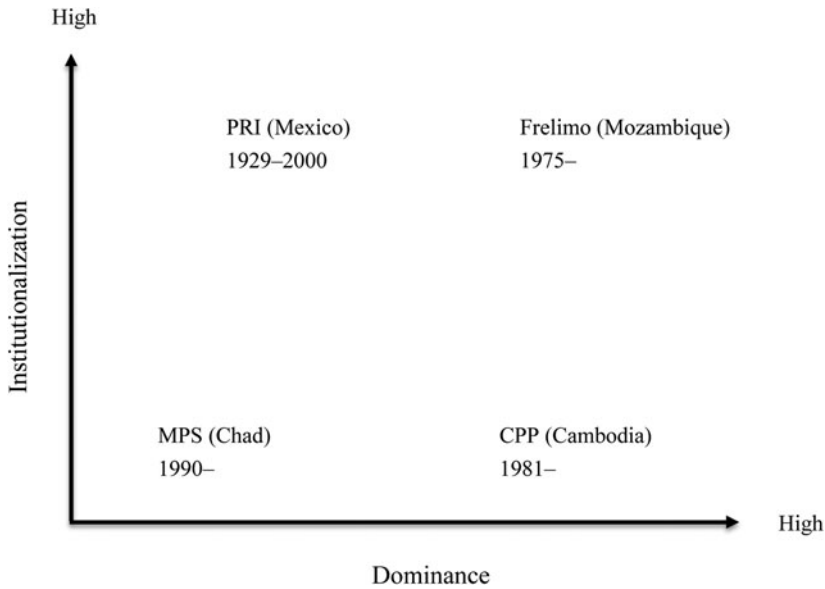 High
PRI (Mexico)
1929–2000
Frelimo (Mozambique)
1975–
Institutionalization
MPS (Chad)
1990–
CPP (Cambodia)
1981–
High
Dominance